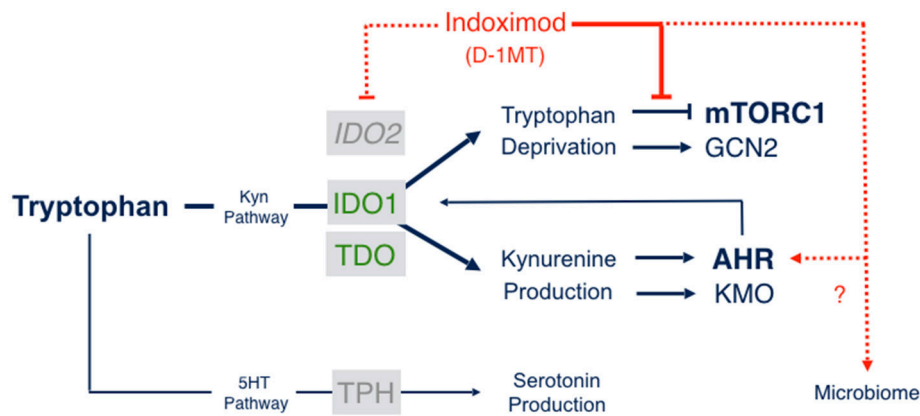 Indoximod
(D-1MT)
IDO2
Tryptophan
Deprivation
mTORC1
GCN2
Tryptophan
Kyn
Pathway
IDO1
TDO
Kynurenine
Production
AHR
KMO
?
5HT
Pathway
TPH
Serotonin
Production
Microbiome